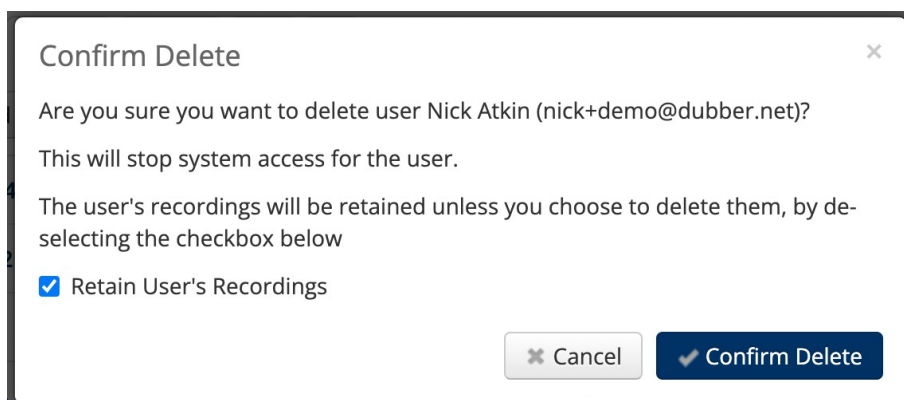 Confirm Delete
Are you sure you want to delete user Nick Atkin (nick+demo@dubber.net)?
This will stop system access for the user.
The user's recordings will be retained unless you choose to delete them, by de-
selecting the checkbox below
Retain User's Recordings
Cancel
Confirm Delete